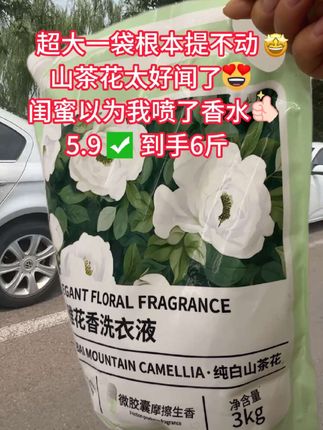 超大一袋根本提不动🤩
山茶花太好闻了😍
闺蜜以为我喷了香水👍🏻
5.9 ✅ 到手6斤
EGANT FLORAL FRAGRANCE
花香洗衣液
BAI MOUNTAIN CAMELLIA·纯白山茶花
微胶囊摩擦生香
净含量
3kg